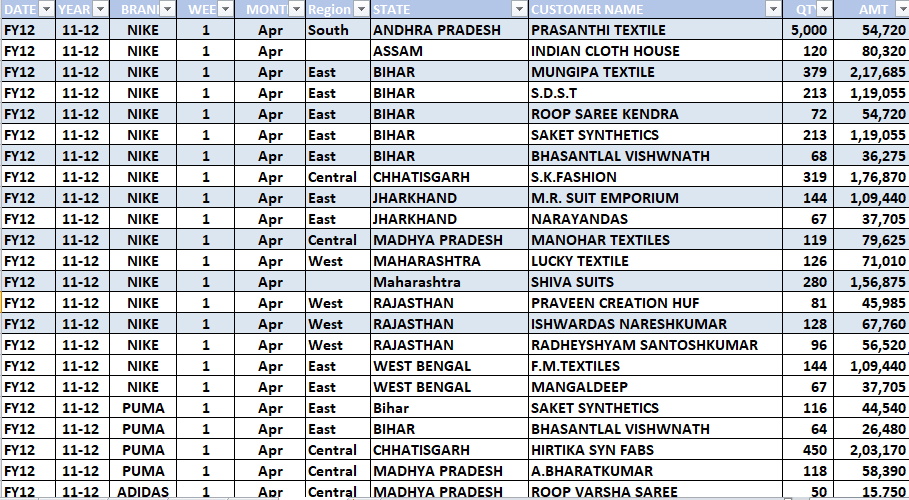 DATE YEAR BRAN WEE MONT Region STATE CUSTOMER NAME QT AMT
FY12 11-12 NIKE 1 Apr South ANDHRA PRADESH PRASANTHI TEXTILE 5,000 54,720
FY12 11-12 NIKE 1 Apr ASSAM INDIAN CLOTH HOUSE 120 80,320
FY12 11-12 NIKE 1 Apr East BIHAR MUNGIPA TEXTILE 379 2,17,685
FY12 11-12 NIKE 1 Apr East BIHAR S.D.S.T 213 1,19,055
FY12 11-12 NIKE 1 Apr East BIHAR ROOP SAREE KENDRA 72 54,720
FY12 11-12 NIKE 1 Apr East BIHAR SAKET SYNTHETICS 213 1,19,055
FY12 11-12 NIKE 1 Apr East BIHAR BHASANTLAL VISHWNATH 68 36,275
FY12 11-12 NIKE 1 Apr Central CHHATISGARH S.K.FASHION 319 1,76,870
FY12 11-12 NIKE 1 Apr East JHARKHAND M.R. SUIT EMPORIUM 144 1,09,440
FY12 11-12 NIKE 1 Apr East JHARKHAND NARAYANDAS 67 37,705
FY12 11-12 NIKE 1 Apr Central MADHYA PRADESH MANOHAR TEXTILES 119 79,625
FY12 11-12 NIKE 1 Apr West MAHARASHTRA LUCKY TEXTILE 126 71,010
FY12 11-12 NIKE 1 Apr Maharashtra SHIVA SUITS 280 1,56,875
FY12 11-12 NIKE 1 Apr West RAJASTHAN PRAVEEN CREATION HUF 81 45,985
FY12 11-12 NIKE 1 Apr West RAJASTHAN ISHWARDAS NARESHKUMAR 128 67,760
FY12 11-12 NIKE 1 Apr West RAJASTHAN RADHEYSHYAM SANTOSHKUMAR 96 56,520
FY12 11-12 NIKE 1 Apr East WEST BENGAL F.M.TEXTILES 144 1,09,440
FY12 11-12 NIKE 1 Apr East WEST BENGAL MANGALDEEP 67 37,705
FY12 11-12 PUMA 1 Apr East Bihar SAKET SYNTHETICS 116 44,540
FY12 11-12 PUMA 1 Apr East BIHAR BHASANTLAL VISHWNATH 64 26,480
FY12 11-12 PUMA 1 Apr Central CHHATISGARH HIRTIKA SYN FABS 450 2,03,170
FY12 11-12 PUMA 1 Apr Central MADHYA PRADESH A.BHARATKUMAR 118 58,390
FY12 11-12 ADIDAS 1 Apr Central MADHYA PRADESH ROOP VARSHA SAREE 50 15,750